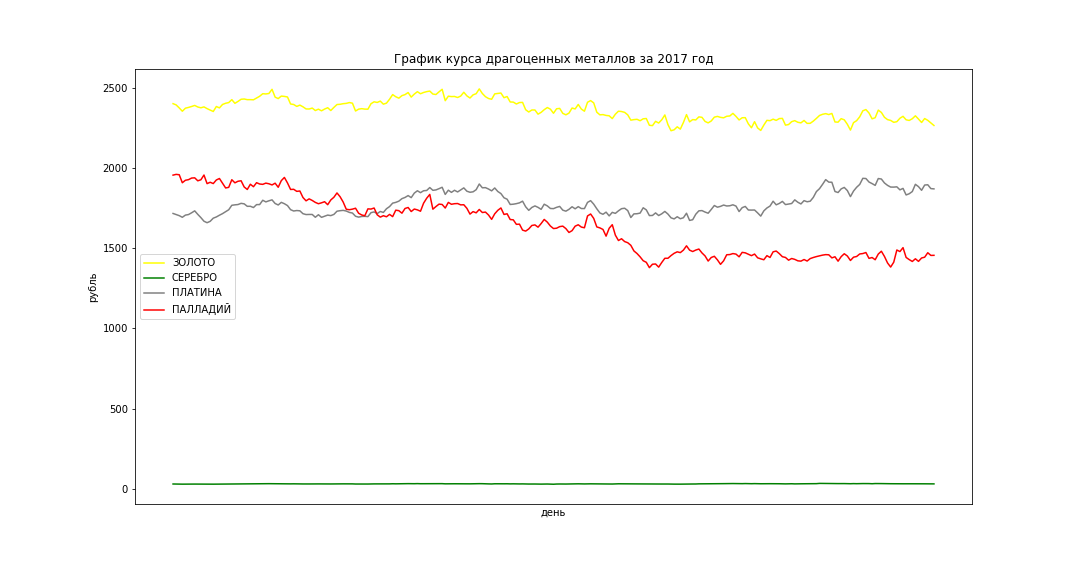 График курса драгоценных металлов за 2017 год
2500
2000
1500
1000
500
0
рубль
ЗОЛОТО
СЕРЕБРО
ПЛАТИНА
ПАЛЛАДИЙ
день